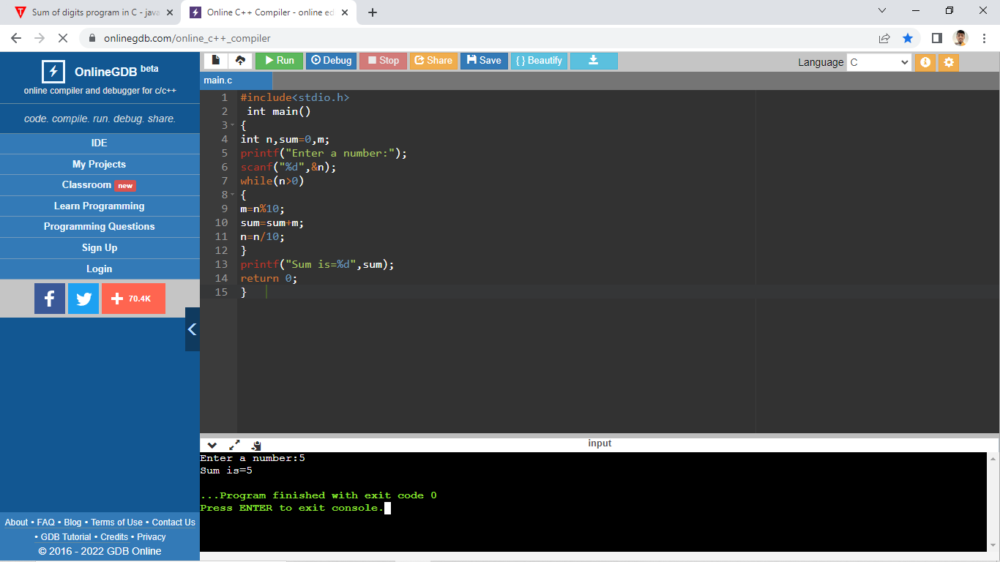 Sum of digits program in C - java
Online C++ Compiler - online ed
onlinegdb.com/online_c++_compiler
OnlineGDB beta
online compiler and debugger for c/c++
code. compile. run. debug. share.
IDE
My Projects
Classroom new
Learn Programming
Programming Questions
Sign Up
Login
f + 70.4K
About • FAQ • Blog • Terms of Use • Contact Us
• GDB Tutorial • Credits • Privacy
© 2016 - 2022 GDB Online
Run Debug Stop Share Save { } Beautify
Language C
main.c
1 #include<stdio.h>
2 int main()
3 {
4 int n,sum=0,m;
5 printf("Enter a number:");
6 scanf("%d",&n);
7 while(n>0)
8 {
9 m=n%10;
10 sum=sum+m;
11 n=n/10;
12 }
13 printf("Sum is=%d",sum);
14 return 0;
15 }
input
Enter a number:5
Sum is=5
...Program finished with exit code 0
Press ENTER to exit console.